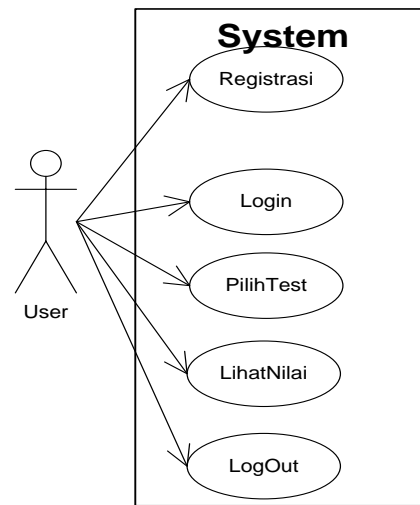 System
Registrasi
Login
PilihTest
User
LihatNilai
LogOut